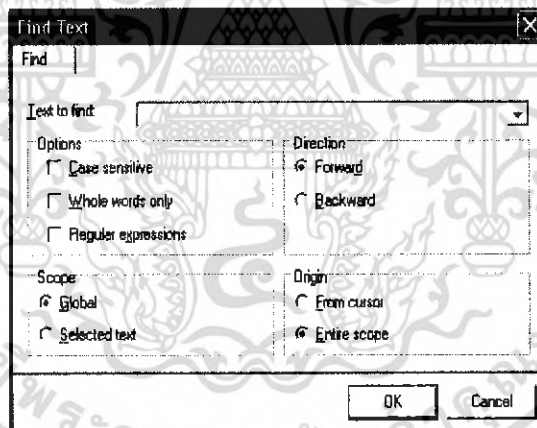 Find Text
Find
Text to find:
Options
Case sensitive
Whole words only
Regular expressions
Direction
Forward
Backward
Scope
Global
Selected text
Origin
From cursor
Entire scope
OK
Cancel